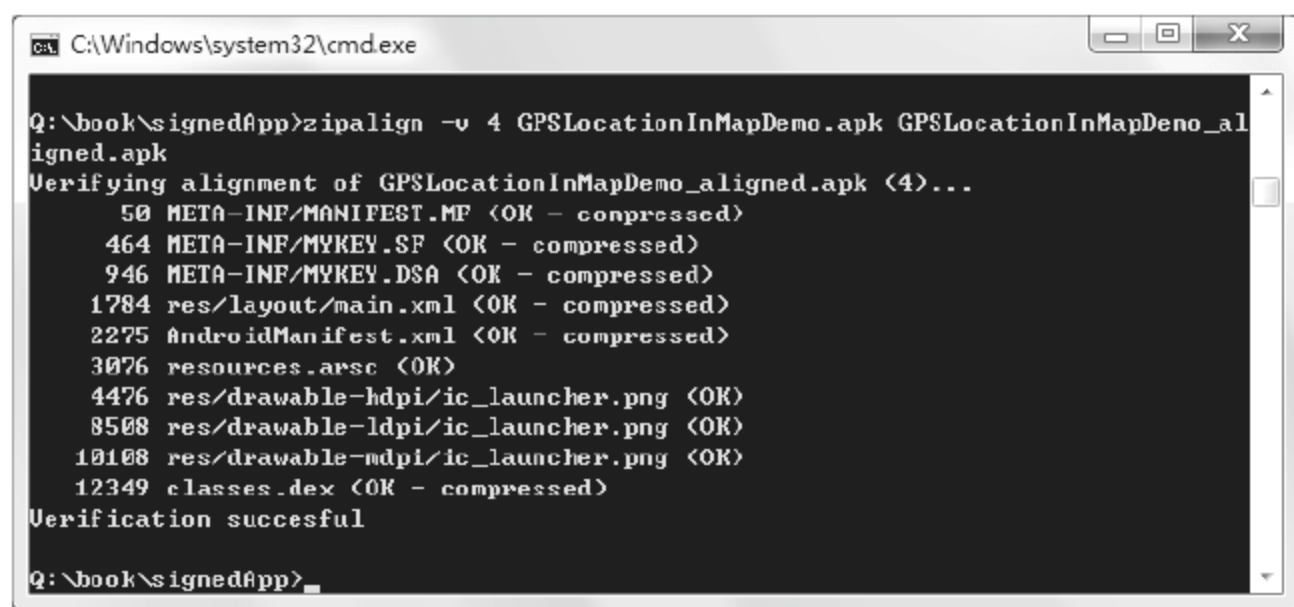 C:\Windows\system32\cmd.exe
Q:\book\signedApp>zipalign -v 4 GPSLocationInMapDemo.apk GPSLocationInMapDemo_al
igned.apk
Verifying alignment of GPSLocationInMapDemo_aligned.apk (4)...
50 META-INF/MANIFEST.MF (OK - compressed)
464 META-INF/MYKEY.SF (OK - compressed)
946 META-INF/MYKEY.DSA (OK - compressed)
1784 res/layout/main.xml (OK - compressed)
2275 AndroidManifest.xml (OK - compressed)
3076 resources.arsc (OK)
4476 res/drawable-hdpi/ic_launcher.png (OK)
8508 res/drawable-ldpi/ic_launcher.png (OK)
10108 res/drawable-mdpi/ic_launcher.png (OK)
12349 classes.dex (OK - compressed)
Verification succesful
Q:\book\signedApp>_